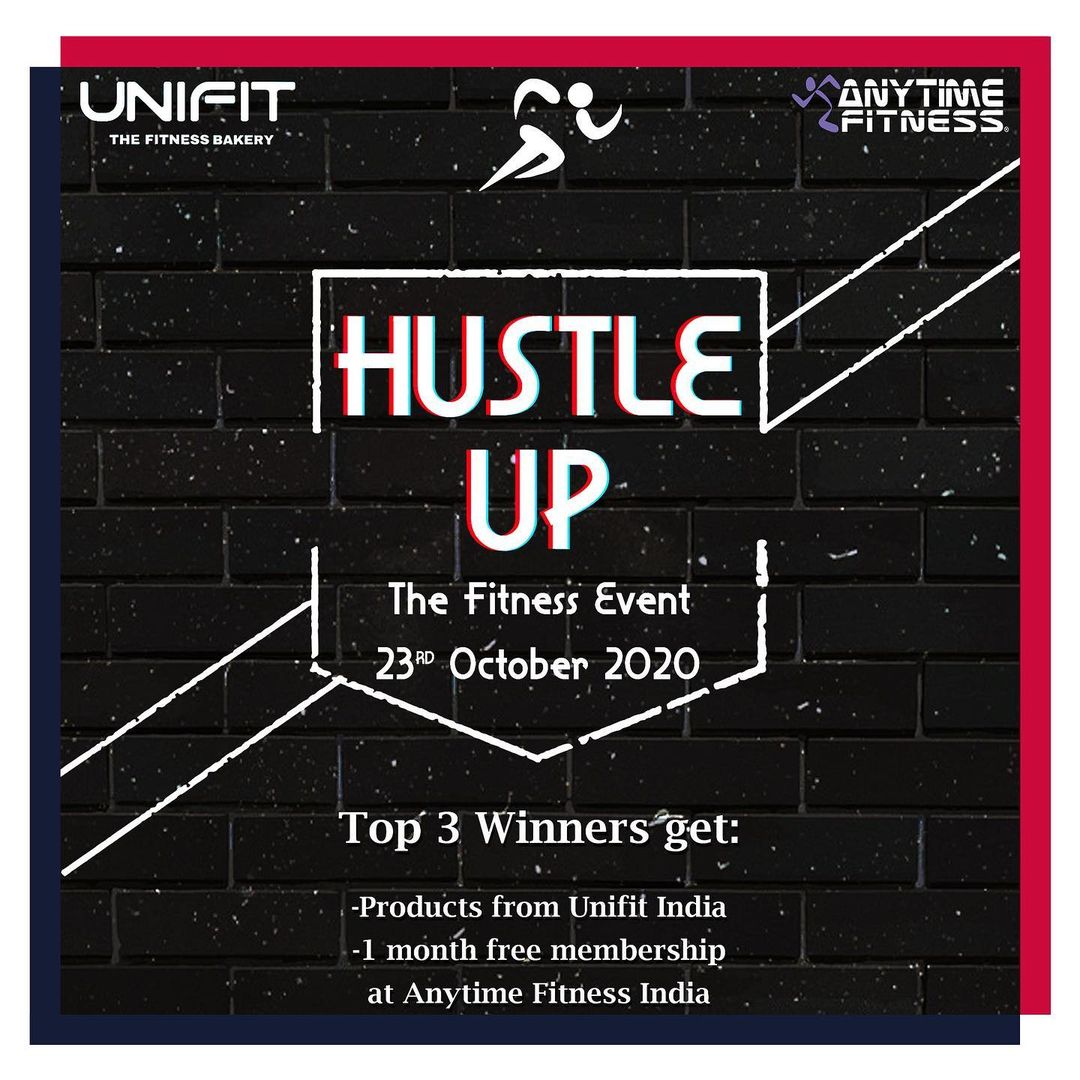 UNIFIT
THE FITNESS BAKERY
ANYTIME
FITNESS®
HUSTLE
UP
The Fitness Event
23RD October 2020
Top 3 Winners get:
-Products from Unifit India
-1 month free membership
at Anytime Fitness India